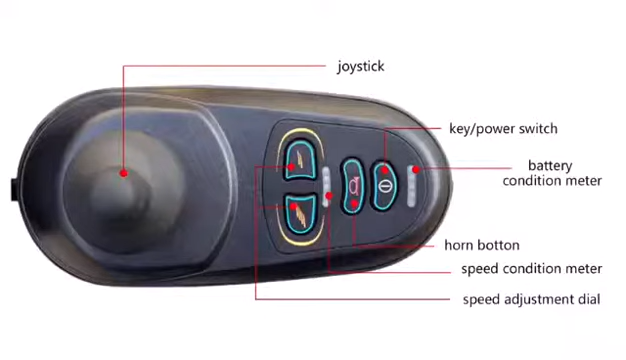 joystick
key/power switch
battery
condition meter
horn botton
speed condition meter
speed adjustment dial